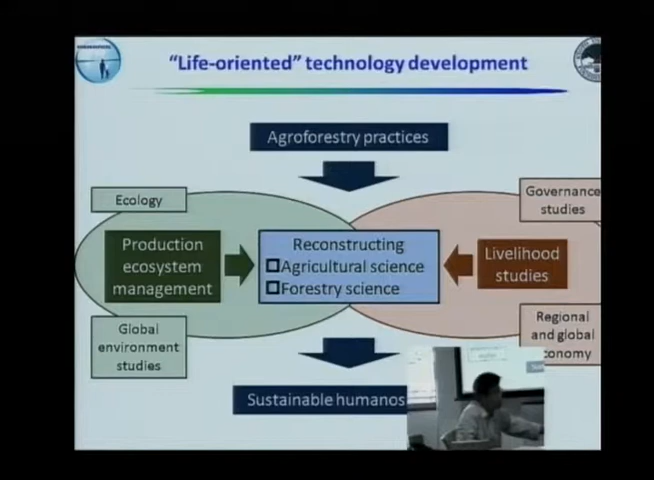 “Life-oriented” technology development
Agroforestry practices
Ecology
Governance
studies
Production
ecosystem
management
Reconstructing
Agricultural science
Forestry science
Livelihood
studies
Global
environment
studies
Regional
and global
conomy
Sustainable humanos